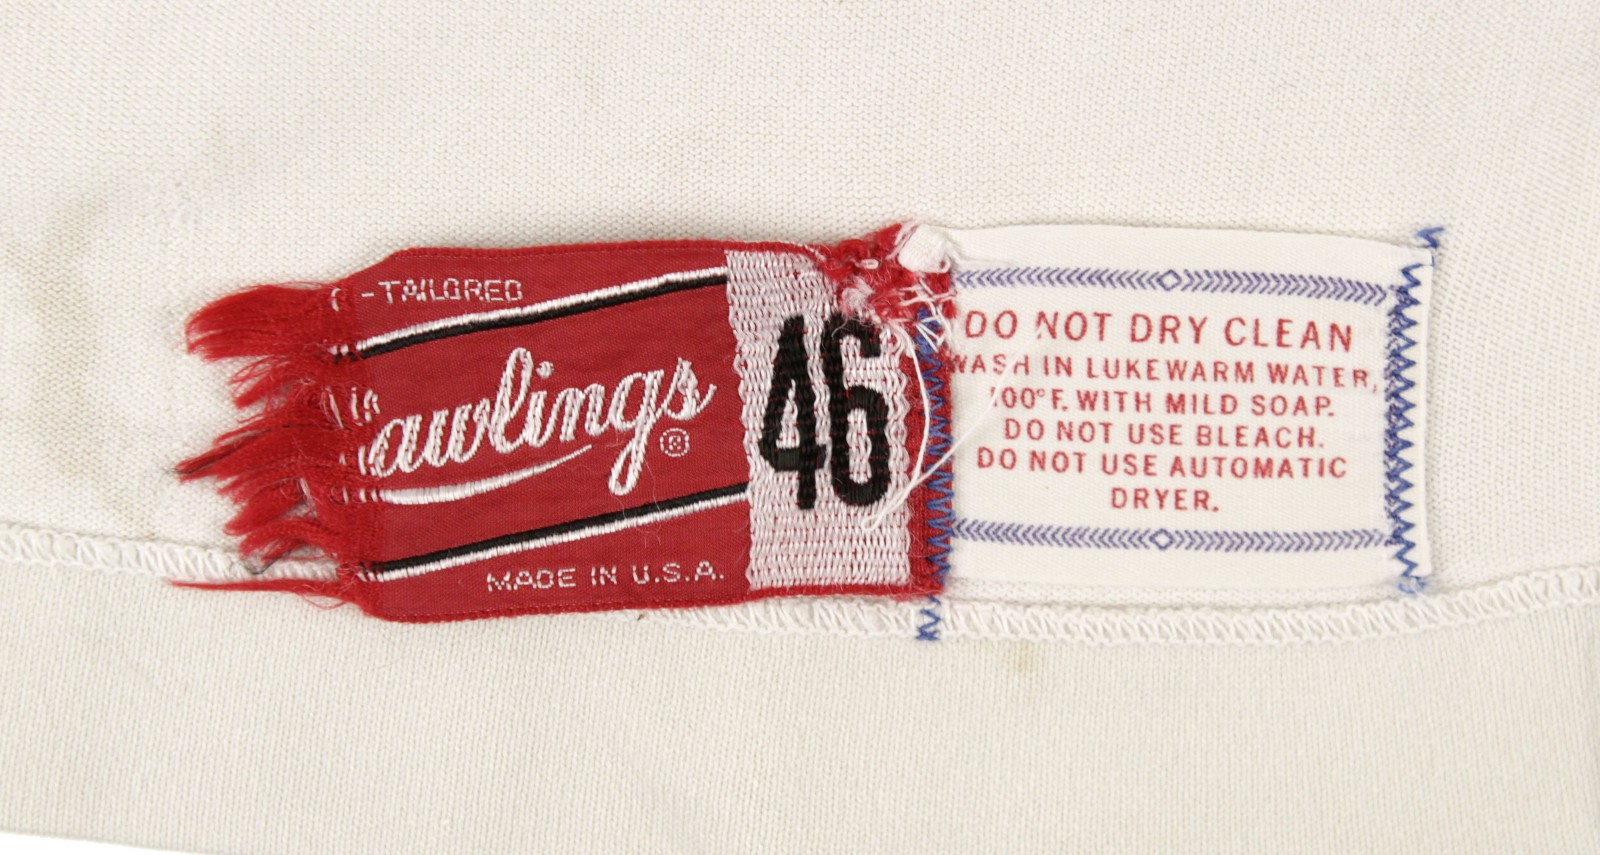 -TAILORED
awlings ®
MADE IN U.S.A.
46
DO NOT DRY CLEAN
WASH IN LUKEWARM WATER,
100°F. WITH MILD SOAP.
DO NOT USE BLEACH.
DO NOT USE AUTOMATIC
DRYER.